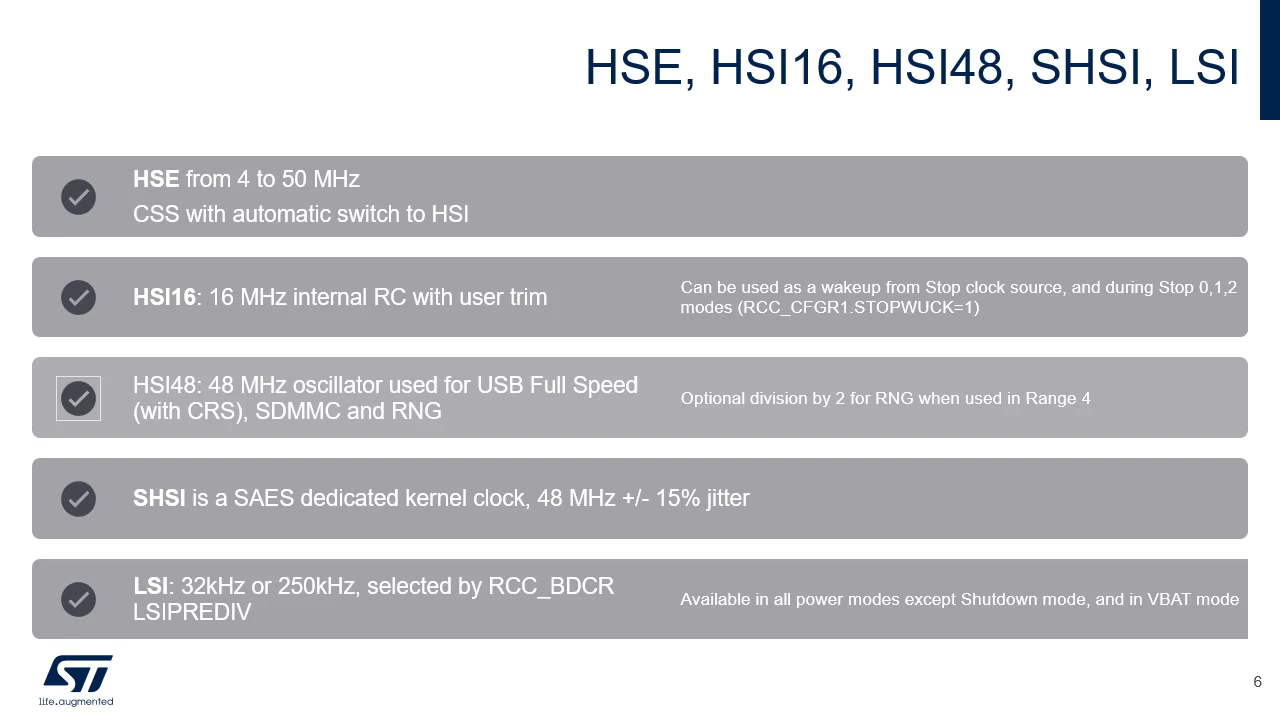 HSE, HSI16, HSI48, SHSI, LSI
HSE from 4 to 50 MHz
CSS with automatic switch to HSI
HSI16: 16 MHz internal RC with user trim
Can be used as a wakeup from Stop clock source, and during Stop 0,1,2
modes (RCC_CFGR1.STOPWUCK=1)
HSI48: 48 MHz oscillator used for USB Full Speed
(with CRS), SDMMC and RNG
Optional division by 2 for RNG when used in Range 4
SHSI is a SAES dedicated kernel clock, 48 MHz +/- 15% jitter
LSI: 32kHz or 250kHz, selected by RCC_BDCR
LSIPREDIV
Available in all power modes except Shutdown mode, and in VBAT mode
ST
life.augmented
6